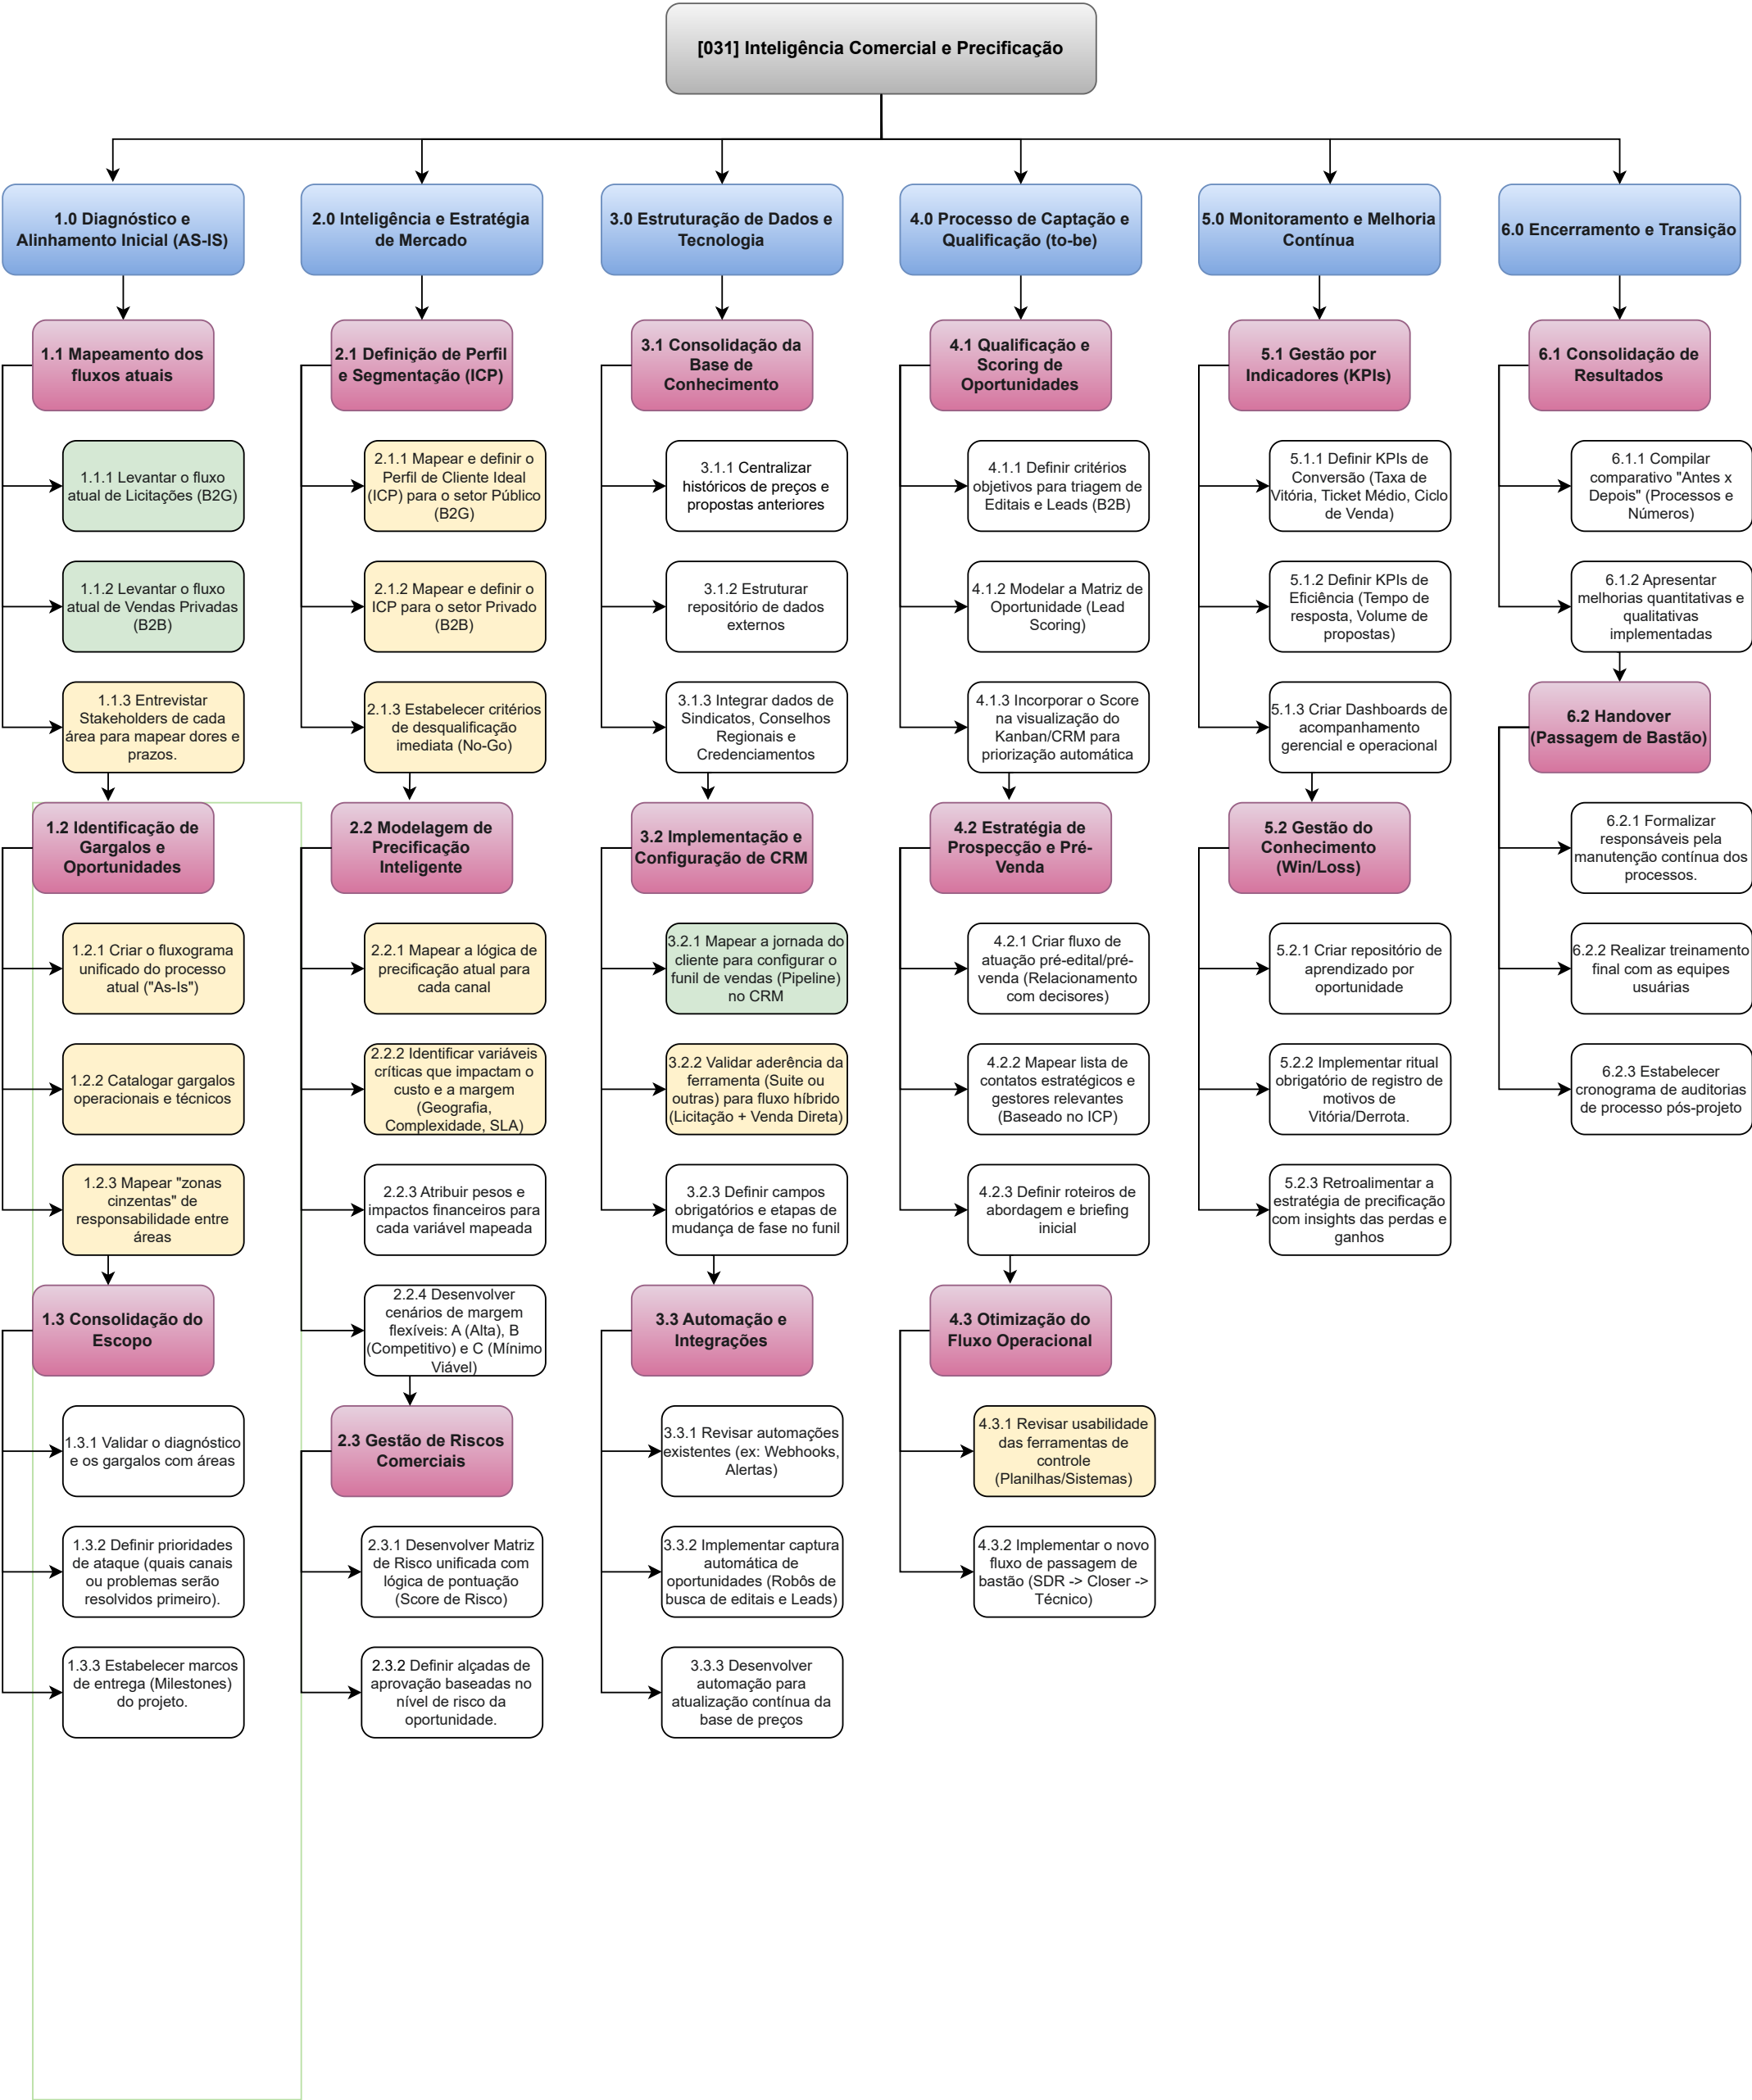 [031] Inteligência Comercial e Precificação
1.0 Diagnóstico e
Alinhamento Inicial (AS-IS)
2.0 Inteligência e Estratégia
de Mercado
3.0 Estruturação de Dados e
Tecnologia
4.0 Processo de Captação e
Qualificação (to-be)
5.0 Monitoramento e Melhoria
Contínua
6.0 Encerramento e Transição
1.1 Mapeamento dos
fluxos atuais
1.1.1 Levantar o fluxo
atual de Licitações (B2G)
1.1.2 Levantar o fluxo
atual de Vendas Privadas
(B2B)
1.1.3 Entrevistar
Stakeholders de cada
área para mapear dores e
prazos.
1.2 Identificação de
Gargalos e
Oportunidades
1.2.1 Criar o fluxograma
unificado do processo
atual ("As-Is")
1.2.2 Catalogar gargalos
operacionais e técnicos
1.2.3 Mapear "zonas
cinzentas" de
responsabilidade entre
áreas
1.3 Consolidação do
Escopo
1.3.1 Validar o diagnóstico
e os gargalos com áreas
1.3.2 Definir prioridades
de ataque (quais canais
ou problemas serão
resolvidos primeiro).
1.3.3 Estabelecer marcos
de entrega (Milestones)
do projeto.
2.1 Definição de Perfil
e Segmentação (ICP)
2.1.1 Mapear e definir o
Perfil de Cliente Ideal
(ICP) para o setor Público
(B2G)
2.1.2 Mapear e definir o
ICP para o setor Privado
(B2B)
2.1.3 Estabelecer critérios
de desqualificação
imediata (No-Go)
2.2 Modelagem de
Precificação
Inteligente
2.2.1 Mapear a lógica de
precificação atual para
cada canal
2.2.2 Identificar variáveis
críticas que impactam o
custo e a margem
(Geografia,
Complexidade, SLA)
2.2.3 Atribuir pesos e
impactos financeiros para
cada variável mapeada
2.2.4 Desenvolver
cenários de margem
flexíveis: A (Alta), B
(Competitivo) e C (Mínimo
Viável)
2.3 Gestão de Riscos
Comerciais
2.3.1 Desenvolver Matriz
de Risco unificada com
lógica de pontuação
(Score de Risco)
2.3.2 Definir alçadas de
aprovação baseadas no
nível de risco da
oportunidade.
3.1 Consolidação da
Base de
Conhecimento
3.1.1 Centralizar
históricos de preços e
propostas anteriores
3.1.2 Estruturar
repositório de dados
externos
3.1.3 Integrar dados de
Sindicatos, Conselhos
Regionais e
Credenciamentos
3.2 Implementação e
Configuração de CRM
3.2.1 Mapear a jornada do
cliente para configurar o
funil de vendas (Pipeline)
no CRM
3.2.2 Validar aderência da
ferramenta (Suite ou
outras) para fluxo híbrido
(Licitação + Venda Direta)
3.2.3 Definir campos
obrigatórios e etapas de
mudança de fase no funil
3.3 Automação e
Integrações
3.3.1 Revisar automações
existentes (ex: Webhooks,
Alertas)
3.3.2 Implementar captura
automática de
oportunidades (Robôs de
busca de editais e Leads)
3.3.3 Desenvolver
automação para
atualização contínua da
base de preços
4.1 Qualificação e
Scoring de
Oportunidades
4.1.1 Definir critérios
objetivos para triagem de
Editais e Leads (B2B)
4.1.2 Modelar a Matriz de
Oportunidade (Lead
Scoring)
4.1.3 Incorporar o Score
na visualização do
Kanban/CRM para
priorização automática
4.2 Estratégia de
Prospecção e Pré-
Venda
4.2.1 Criar fluxo de
atuação pré-edital/pré-
venda (Relacionamento
com decisores)
4.2.2 Mapear lista de
contatos estratégicos e
gestores relevantes
(Baseado no ICP)
4.2.3 Definir roteiros de
abordagem e briefing
inicial
4.3 Otimização do
Fluxo Operacional
4.3.1 Revisar usabilidade
das ferramentas de
controle
(Planilhas/Sistemas)
4.3.2 Implementar o novo
fluxo de passagem de
bastão (SDR -> Closer ->
Técnico)
5.1 Gestão por
Indicadores (KPIs)
5.1.1 Definir KPIs de
Conversão (Taxa de
Vitória, Ticket Médio, Ciclo
de Venda)
5.1.2 Definir KPIs de
Eficiência (Tempo de
resposta, Volume de
propostas)
5.1.3 Criar Dashboards de
acompanhamento
gerencial e operacional
5.2 Gestão do
Conhecimento
(Win/Loss)
5.2.1 Criar repositório de
aprendizado por
oportunidade
5.2.2 Implementar ritual
obrigatório de registro de
motivos de
Vitória/Derrota.
5.2.3 Retroalimentar a
estratégia de precificação
com insights das perdas e
ganhos
6.1 Consolidação de
Resultados
6.1.1 Compilar
comparativo "Antes x
Depois" (Processos e
Números)
6.1.2 Apresentar
melhorias quantitativas e
qualitativas
implementadas
6.2 Handover
(Passagem de Bastão)
6.2.1 Formalizar
responsáveis pela
manutenção contínua dos
processos.
6.2.2 Realizar treinamento
final com as equipes
usuárias
6.2.3 Estabelecer
cronograma de auditorias
de processo pós-projeto